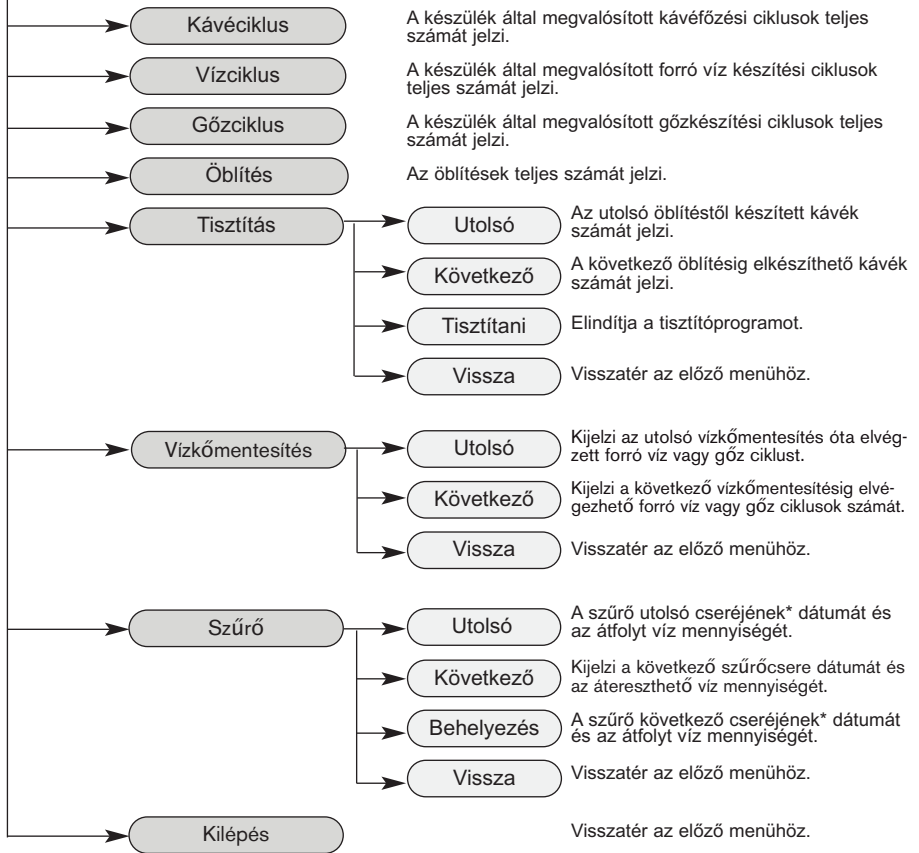 Kávéciklus
A készülék által megvalósított kávéfőzési ciklusok teljes
számát jelzi.
Vízciklus
A készülék által megvalósított forró víz készítési ciklusok
teljes számát jelzi.
Gőzciklus
A készülék által megvalósított gőzkészítési ciklusok teljes
számát jelzi.
Öblítés
Az öblítések teljes számát jelzi.
Tisztítás
Utolsó
Az utolsó öblítéstől készített kávék
számát jelzi.
Következő
A következő öblítésig elkészíthető kávék
számát jelzi.
Tisztítani
Elindítja a tisztítóprogramot.
Vissza
Visszatér az előző menühöz.
Vízkőmentesítés
Utolsó
Kijelzi az utolsó vízkőmentesítés óta elvég-
zett forró víz vagy gőz ciklust.
Következő
Kijelzi a következő vízkőmentesítésig elvé-
gezhető forró víz vagy gőz ciklusok számát.
Vissza
Visszatér az előző menühöz.
Szűrő
Utolsó
A szűrő utolsó cseréjének* dátumát és
az átfolyt víz mennyiségét.
Következő
Kijelzi a következő szűrőcsere dátumát és
az átereszthető víz mennyiségét.
Behelyezés
A szűrő következő cseréjének* dátumát
és az átfolyt víz mennyiségét.
Vissza
Visszatér az előző menühöz.
Kilépés
Visszatér az előző menühöz.